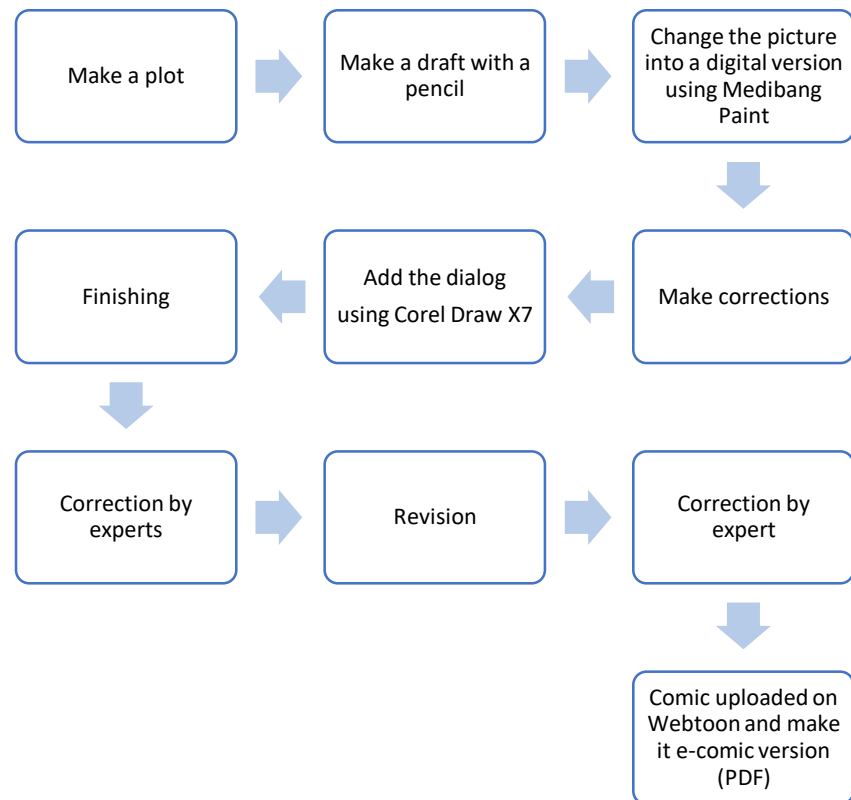 Make a plot
Make a draft with a
pencil
Change the picture
into a digital version
using Medibang
Paint
Make corrections
Add the dialog
using Corel Draw X7
Finishing
Correction by
experts
Revision
Correction by
expert
Comic uploaded on
Webtoon and make
it e-comic version
(PDF)